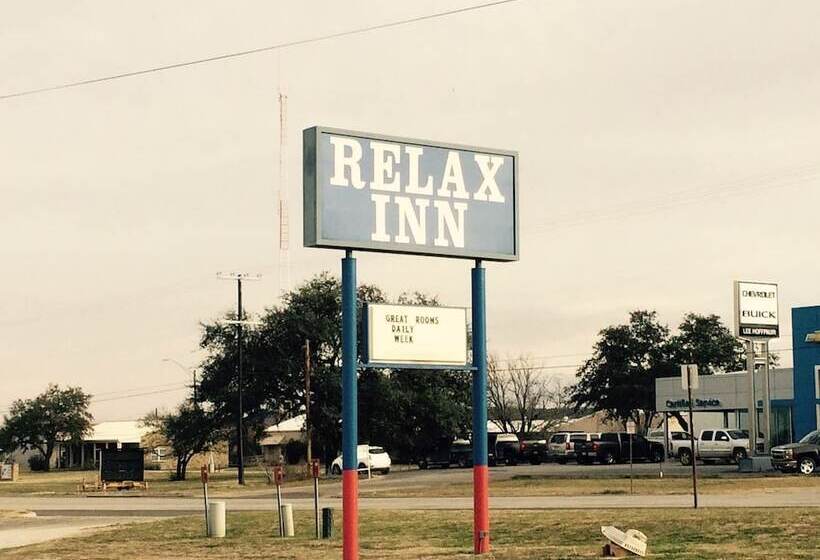 RELAX
INN
GREAT ROOMS
DAILY
WEEK
CHEVROLET
BUICK
LEE HOFFPAUIR
Certified Service